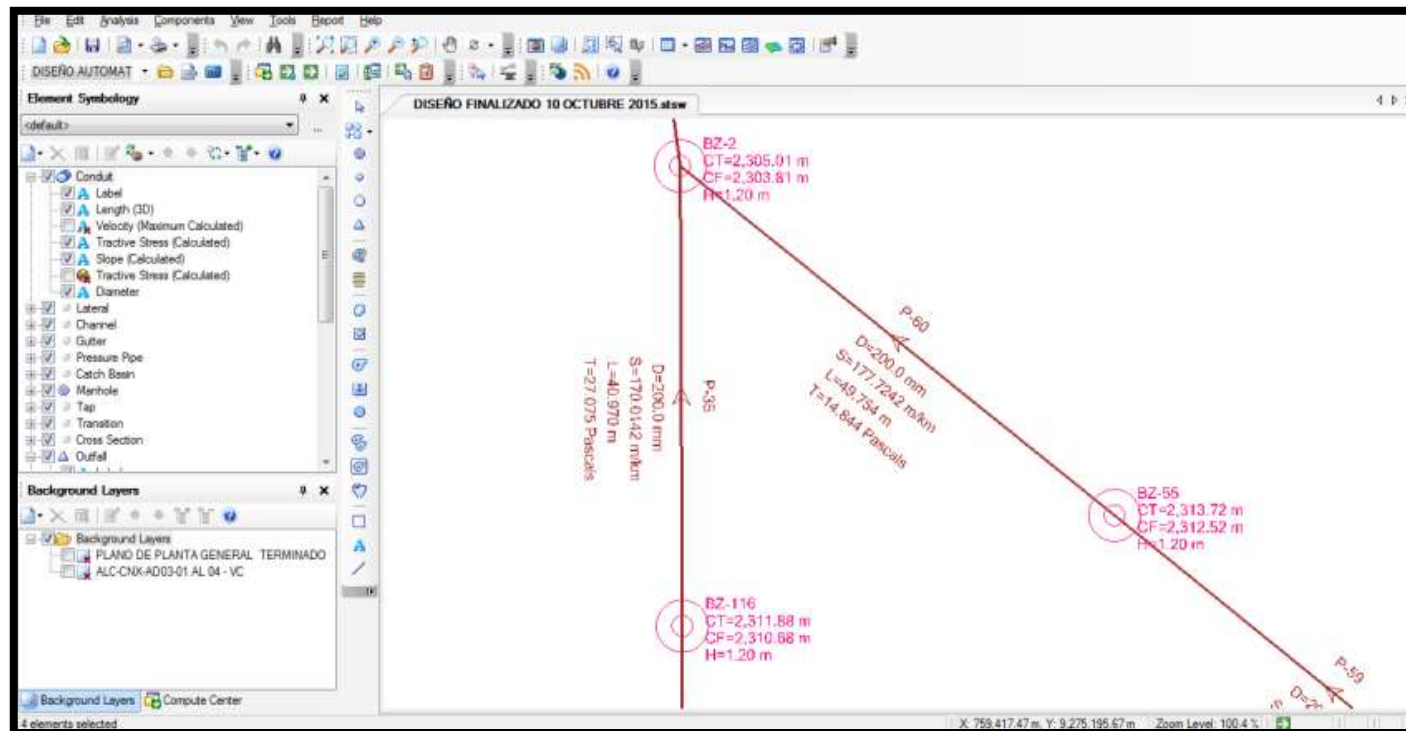 File Edit Analysis Components View Tools Report Help
DISEÑO AUTOMAT
Element Symbology
<default>
Conduit
Label
Length (3D)
Velocity (Maximum Calculated)
Tractive Stress (Calculated)
Slope (Calculated)
Tractive Stress (Calculated)
Diameter
Lateral
Channel
Gutter
Pressure Pipe
Catch Basin
Manhole
Tap
Transition
Cross Section
Outfall
Background Layers
Background Layers
PLANO DE PLANTA GENERAL TERMINADO
ALC-CNX-AD03-01 AL 04 - VC
Background Layers Compute Center
4 elements selected
DISEÑO FINALIZADO 10 OCTUBRE 2015.stsw
BZ-2
CT=2,305.01 m
CF=2,303.81 m
H=1.20 m
P-60
D=200.0 mm
S=177.7242 m/km
L=49.754 m
T=14.844 Pascals
P-35
D=200.0 mm
S=170.0142 m/km
L=40.970 m
T=27.075 Pascals
BZ-55
CT=2,313.72 m
CF=2,312.52 m
H=1.20 m
BZ-116
CT=2,311.88 m
CF=2,310.68 m
H=1.20 m
P-59
X: 759,417.47 m, Y: 9,275,195.67 m Zoom Level: 100.4 %